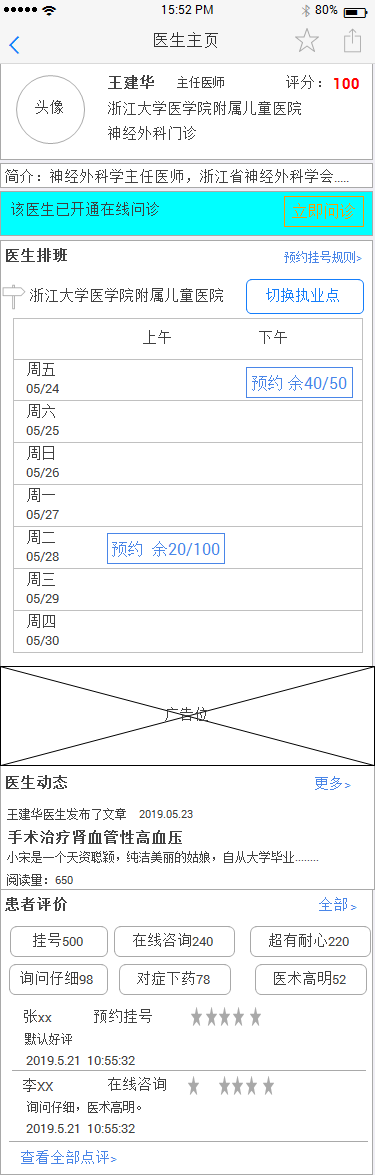 15:52 PM 80%
医生主页
头像
王建华 主任医师 评分：100
浙江大学医学院附属儿童医院
神经外科门诊
简介：神经外科学主任医师，浙江省神经外科学会.....
该医生已开通在线问诊
医生排班 预约挂号规则>
浙江大学医学院附属儿童医院 切换执业点
上午 下午
周五
05/24
预约 余40/50
周六
05/25
周日
05/26
周一
05/27
周二
05/28
预约 余20/100
周三
05/29
周四
05/30
广告位
医生动态 更多>
王建华医生发布了文章 2019.05.23
手术治疗肾血管性高血压
小宋是一个天资聪颖，纯洁美丽的姑娘，自从大学毕业........
阅读量：650
患者评价 全部>
挂号500 在线咨询240 超有耐心220
询问仔细98 对症下药78 医术高明52
张xx 预约挂号
默认好评
2019.5.21 10:55:32
李xx 在线咨询
询问仔细，医术高明。
2019.5.21 10:55:32
查看全部点评>